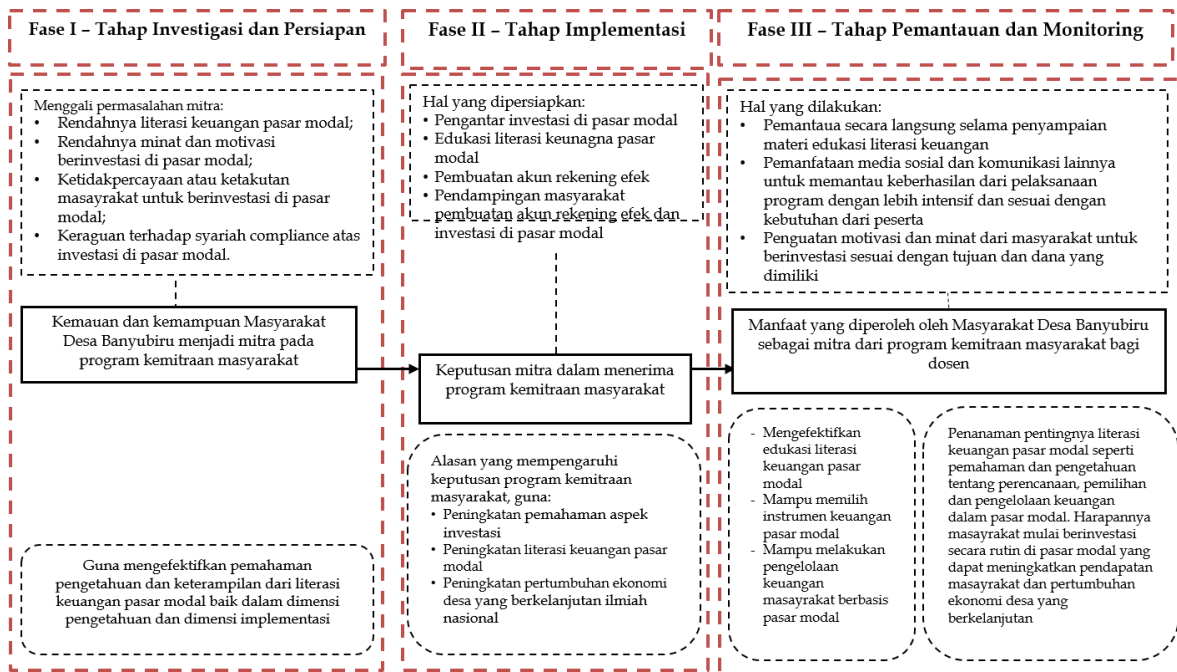 Fase I – Tahap Investigasi dan Persiapan
Menggali permasalahan mitra:
• Rendahnya literasi keuangan pasar modal;
• Rendahnya minat dan motivasi
berinvestasi di pasar modal;
• Ketidakpercayaan atau ketakutan
masayrakat untuk berinvestasi di pasar
modal;
• Keraguan terhadap syariah compliance atas
investasi di pasar modal.
Kemauan dan kemampuan Masyarakat
Desa Banyubiru menjadi mitra pada
program kemitraan masyarakat
Guna mengefektifkan pemahaman
pengetahuan dan keterampilan dari literasi
keuangan pasar modal baik dalam dimensi
pengetahuan dan dimensi implementasi
Fase II – Tahap Implementasi
Hal yang dipersiapkan:
• Pengantar investasi di pasar modal
• Edukasi literasi keunagna pasar
modal
• Pembuatan akun rekening efek
• Pendampingan masyarakat
pembuatan akun rekening efek dan
investasi di pasar modal
Keputusan mitra dalam menerima
program kemitraan masyarakat
Alasan yang mempengaruhi
keputusan program kemitraan
masyarakat, guna:
• Peningkatan pemahaman aspek
investasi
• Peningkatan literasi keuangan pasar
modal
• Peningkatan pertumbuhan ekonomi
desa yang berkelanjutan ilmiah
nasional
Fase III – Tahap Pemantauan dan Monitoring
Hal yang dilakukan:
• Pemantaua secara langsung selama penyampaian
materi edukasi literasi keuangan
• Pemanfataan media sosial dan komunikasi lainnya
untuk memantau keberhasilan dari pelaksanaan
program dengan lebih intensif dan sesuai dengan
kebutuhan dari peserta
• Penguatan motivasi dan minat dari masyarakat untuk
berinvestasi sesuai dengan tujuan dan dana yang
dimiliki
Manfaat yang diperoleh oleh Masyarakat Desa Banyubiru
sebagai mitra dari program kemitraan masyarakat bagi
dosen
- Mengefektifkan
edukasi literasi
keuangan pasar
modal
- Mampu memilih
instrumen keuangan
pasar modal
- Mampu melakukan
pengelolaan
keuangan
masayrakat berbasis
pasar modal
Penanaman pentingnya literasi
keuangan pasar modal seperti
pemahaman dan pengetahuan
tentang perencanaan, pemilihan
dan pengelolaan keuangan
dalam pasar modal. Harapannya
masayrakat mulai berinvestasi
secara rutin di pasar modal yang
dapat meningkatkan pendapatan
masayrakat dan pertumbuhan
ekonomi desa yang
berkelanjutan